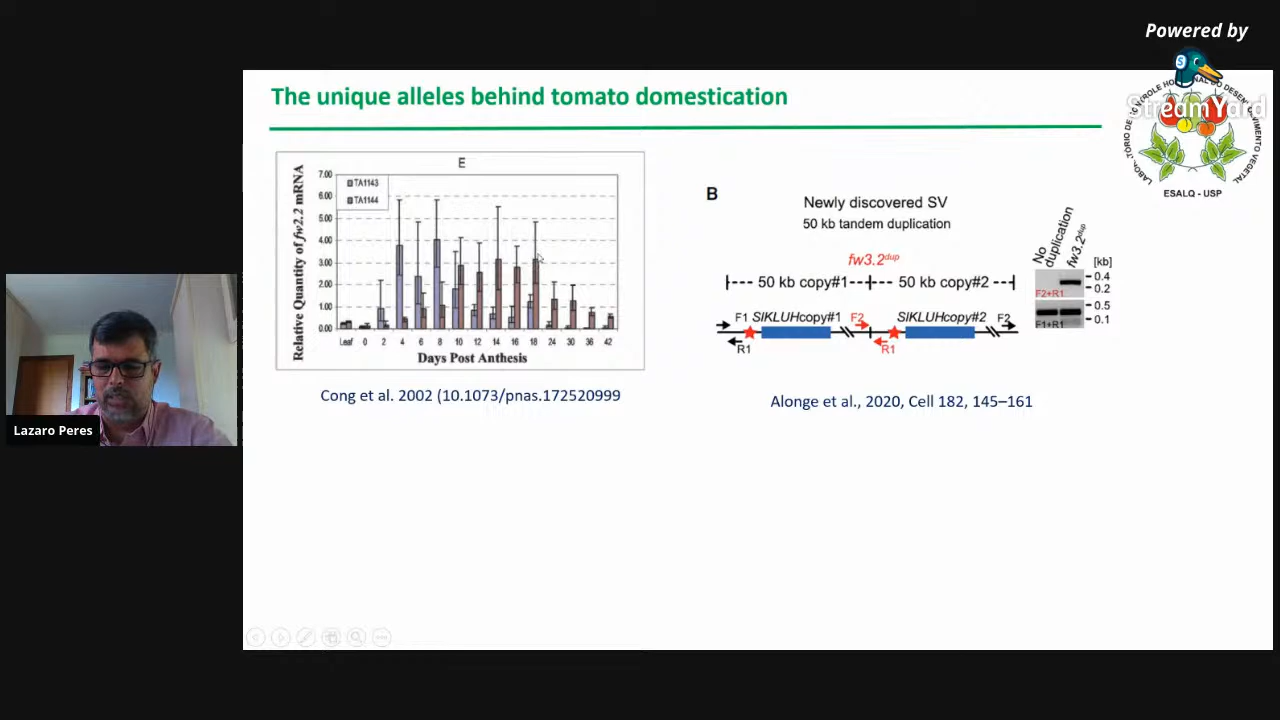 Powered by
StreamYard
The unique alleles behind tomato domestication
ESALQ - USP
E
Relative Quantity of fw2.2 mRNA
7.00
6.00
5.00
4.00
3.00
2.00
1.00
0.00
TA1143
TA1144
Leaf 0 2 4 6 8 10 12 14 16 18 24 30 36 42
Days Post Anthesis
Cong et al. 2002 (10.1073/pnas.172520999
B
Newly discovered SV
50 kb tandem duplication
fw3.2dup
50 kb copy#1 50 kb copy#2
F1 SlKLUHcopy#1 F2 SlKLUHcopy#2 F2
R1 R1
No duplication
fw3.2dup
[kb]
0.4
0.2
F2+R1
0.5
0.1
F1+R1
Alonge et al., 2020, Cell 182, 145–161
Lazaro Peres